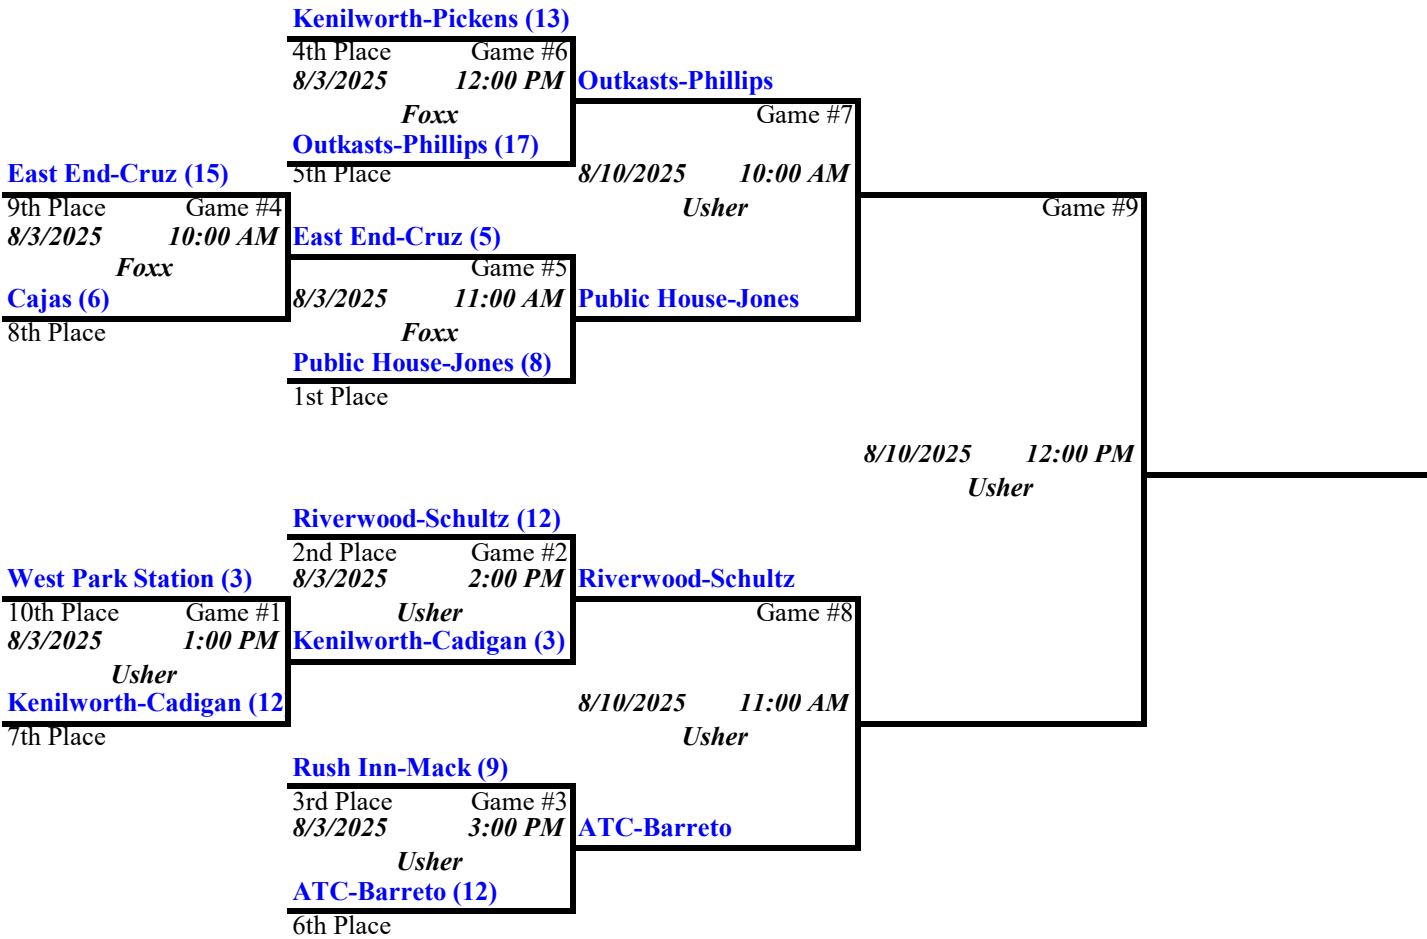 Kenilworth-Pickens (13)
4th Place Game #6
8/3/2025 12:00 PM
Foxx
Outkasts-Phillips (17)
5th Place
Outkasts-Phillips
Game #7
8/10/2025 10:00 AM
Usher
East End-Cruz (15)
9th Place Game #4
8/3/2025 10:00 AM
Foxx
Cajas (6)
8th Place
East End-Cruz (5)
Game #5
8/3/2025 11:00 AM
Foxx
Public House-Jones (8)
1st Place
Public House-Jones
Game #9
8/10/2025 12:00 PM
Usher
Riverwood-Schultz (12)
2nd Place Game #2
8/3/2025 2:00 PM
Usher
Kenilworth-Cadigan (3)
Riverwood-Schultz
Game #8
8/10/2025 11:00 AM
Usher
West Park Station (3)
10th Place Game #1
8/3/2025 1:00 PM
Usher
Kenilworth-Cadigan (12
7th Place
Rush Inn-Mack (9)
3rd Place Game #3
8/3/2025 3:00 PM
Usher
ATC-Barreto (12)
6th Place
ATC-Barreto